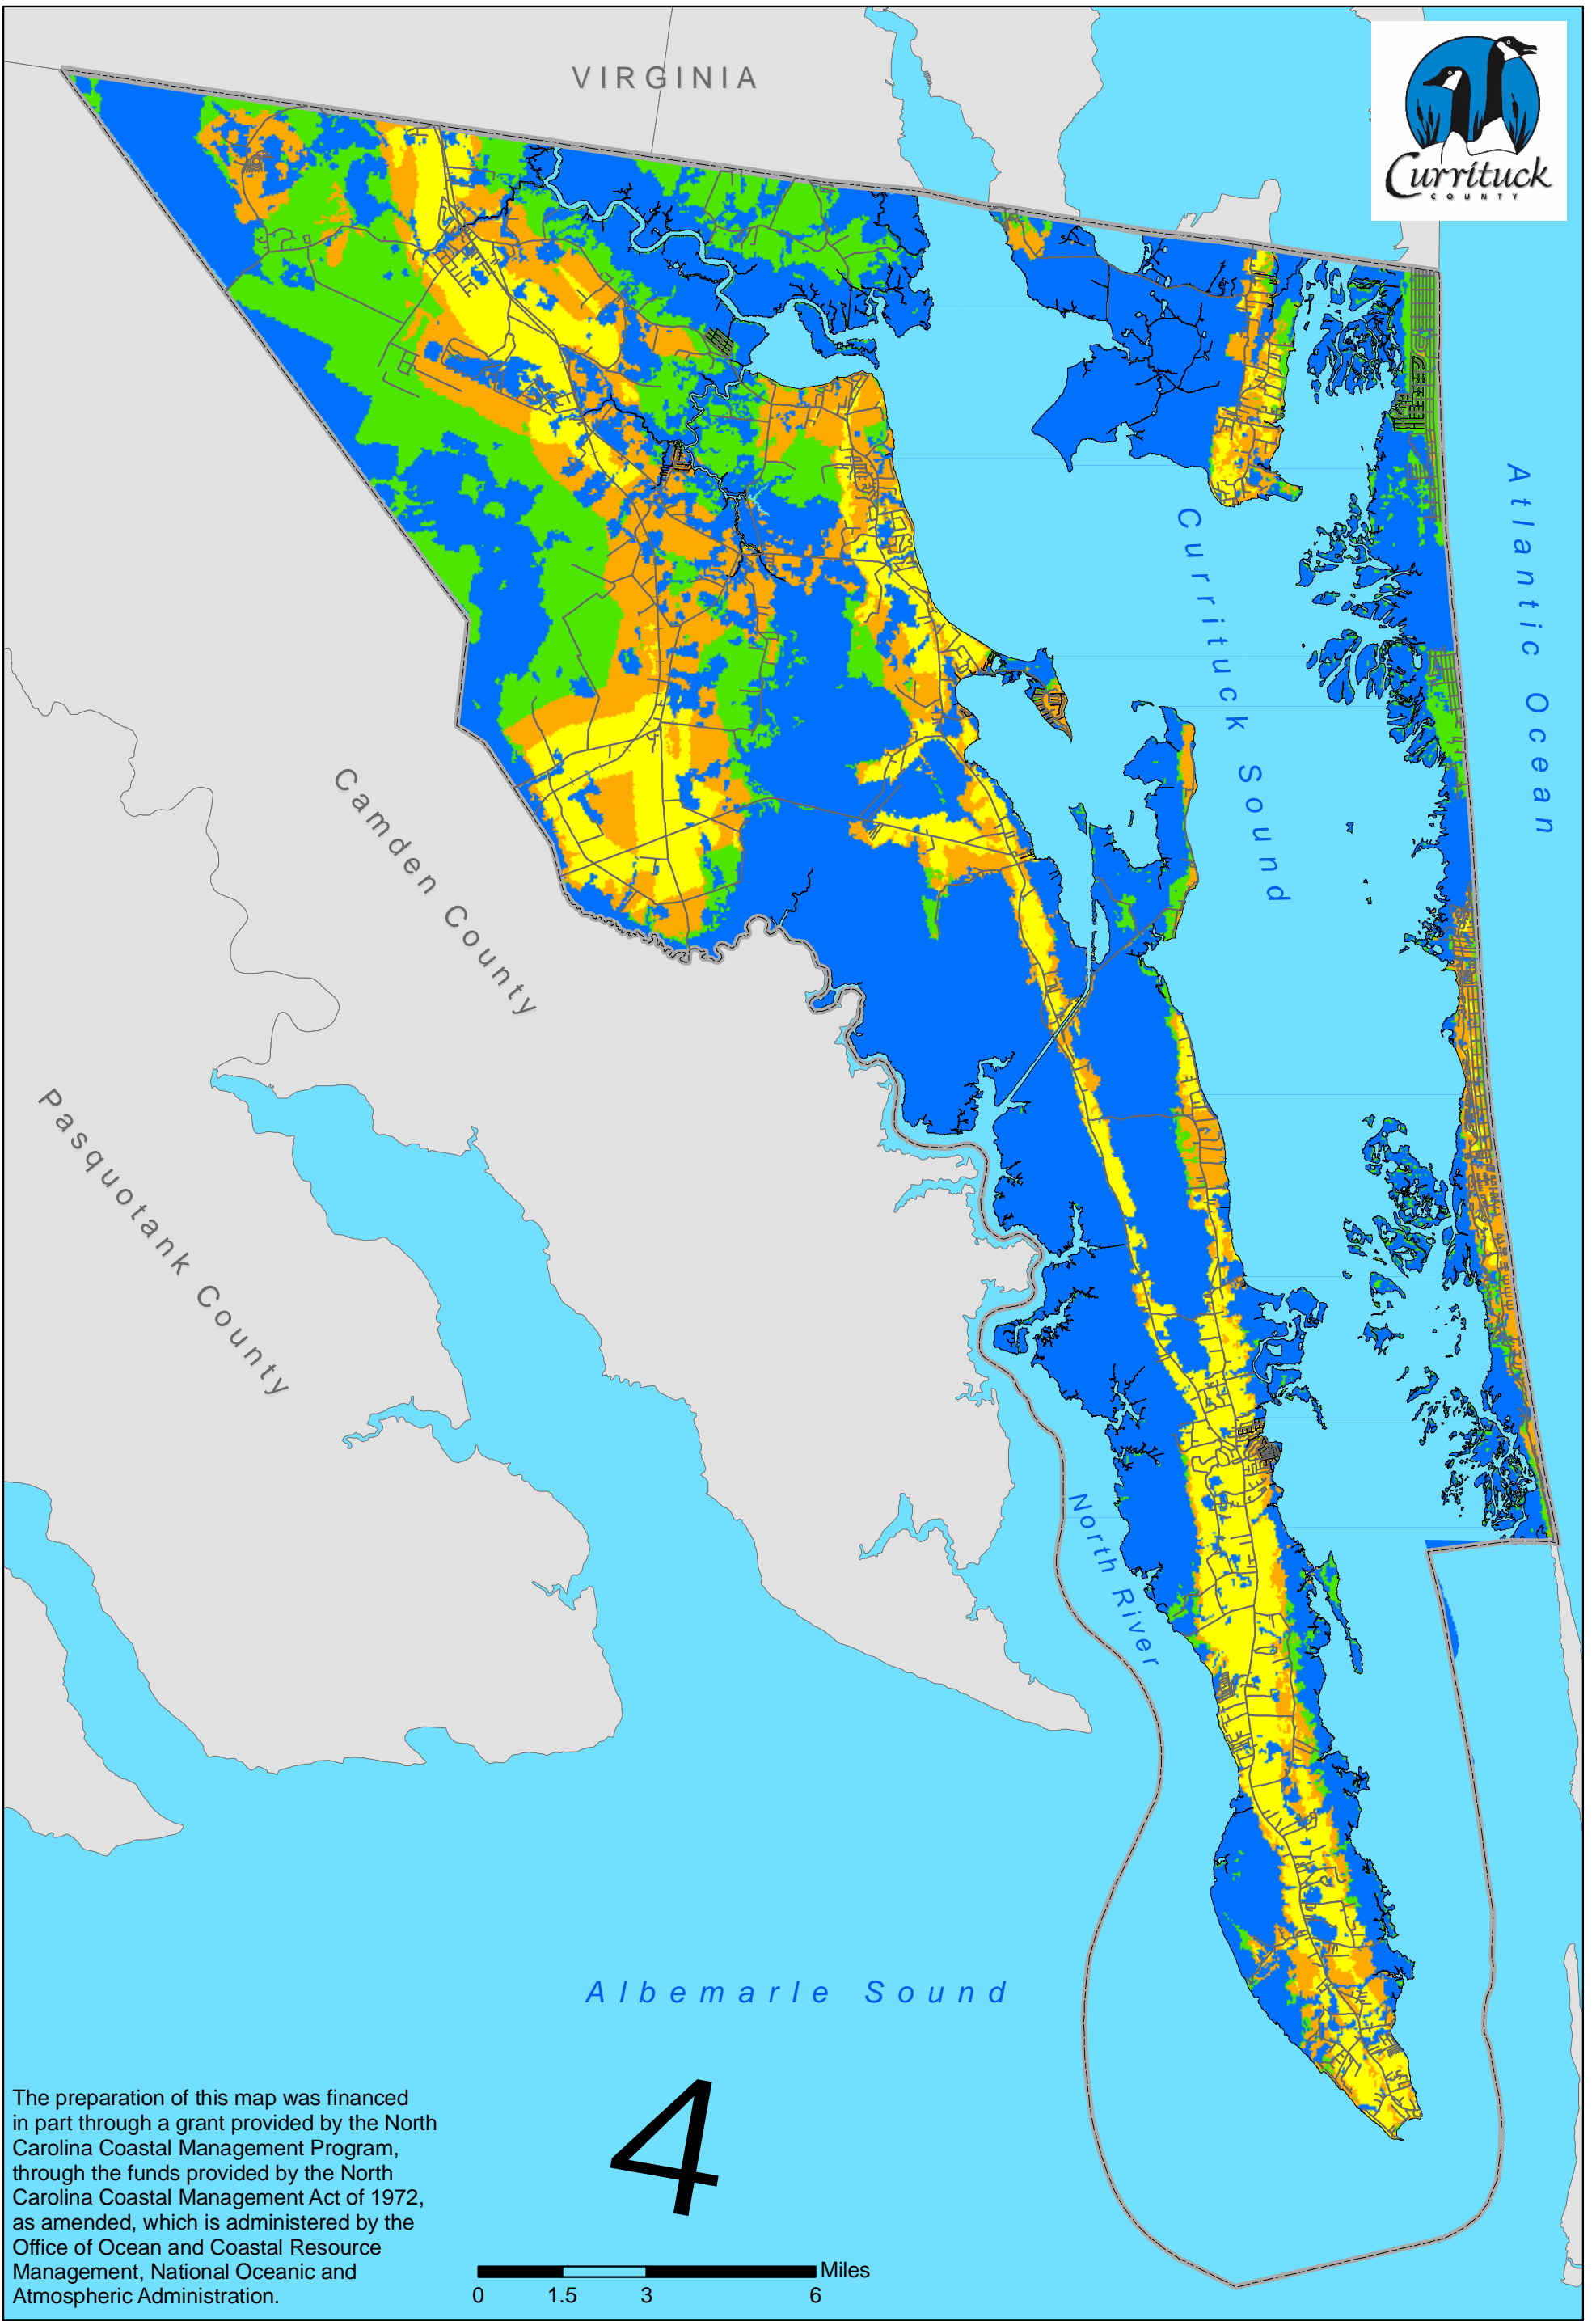 VIRGINIA
Currituck
COUNTY
Atlantic Ocean
Currituck Sound
Camden County
Pasquotank County
North River
Albemarle Sound
The preparation of this map was financed
in part through a grant provided by the North
Carolina Coastal Management Program,
through the funds provided by the North
Carolina Coastal Management Act of 1972,
as amended, which is administered by the
Office of Ocean and Coastal Resource
Management, National Oceanic and
Atmospheric Administration.
4
Miles
0 1.5 3 6